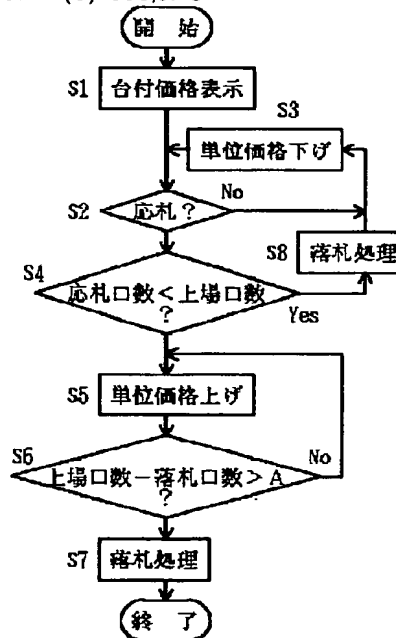 開 始
S1 台付価格表示
S3
単位価格下げ
S2 応札?
No
S8 落札処理
S4
応札口数<上場口数
?
Yes
S5 単位価格上げ
S6
上場口数-落札口数>A
?
No
S7 落札処理
終 了